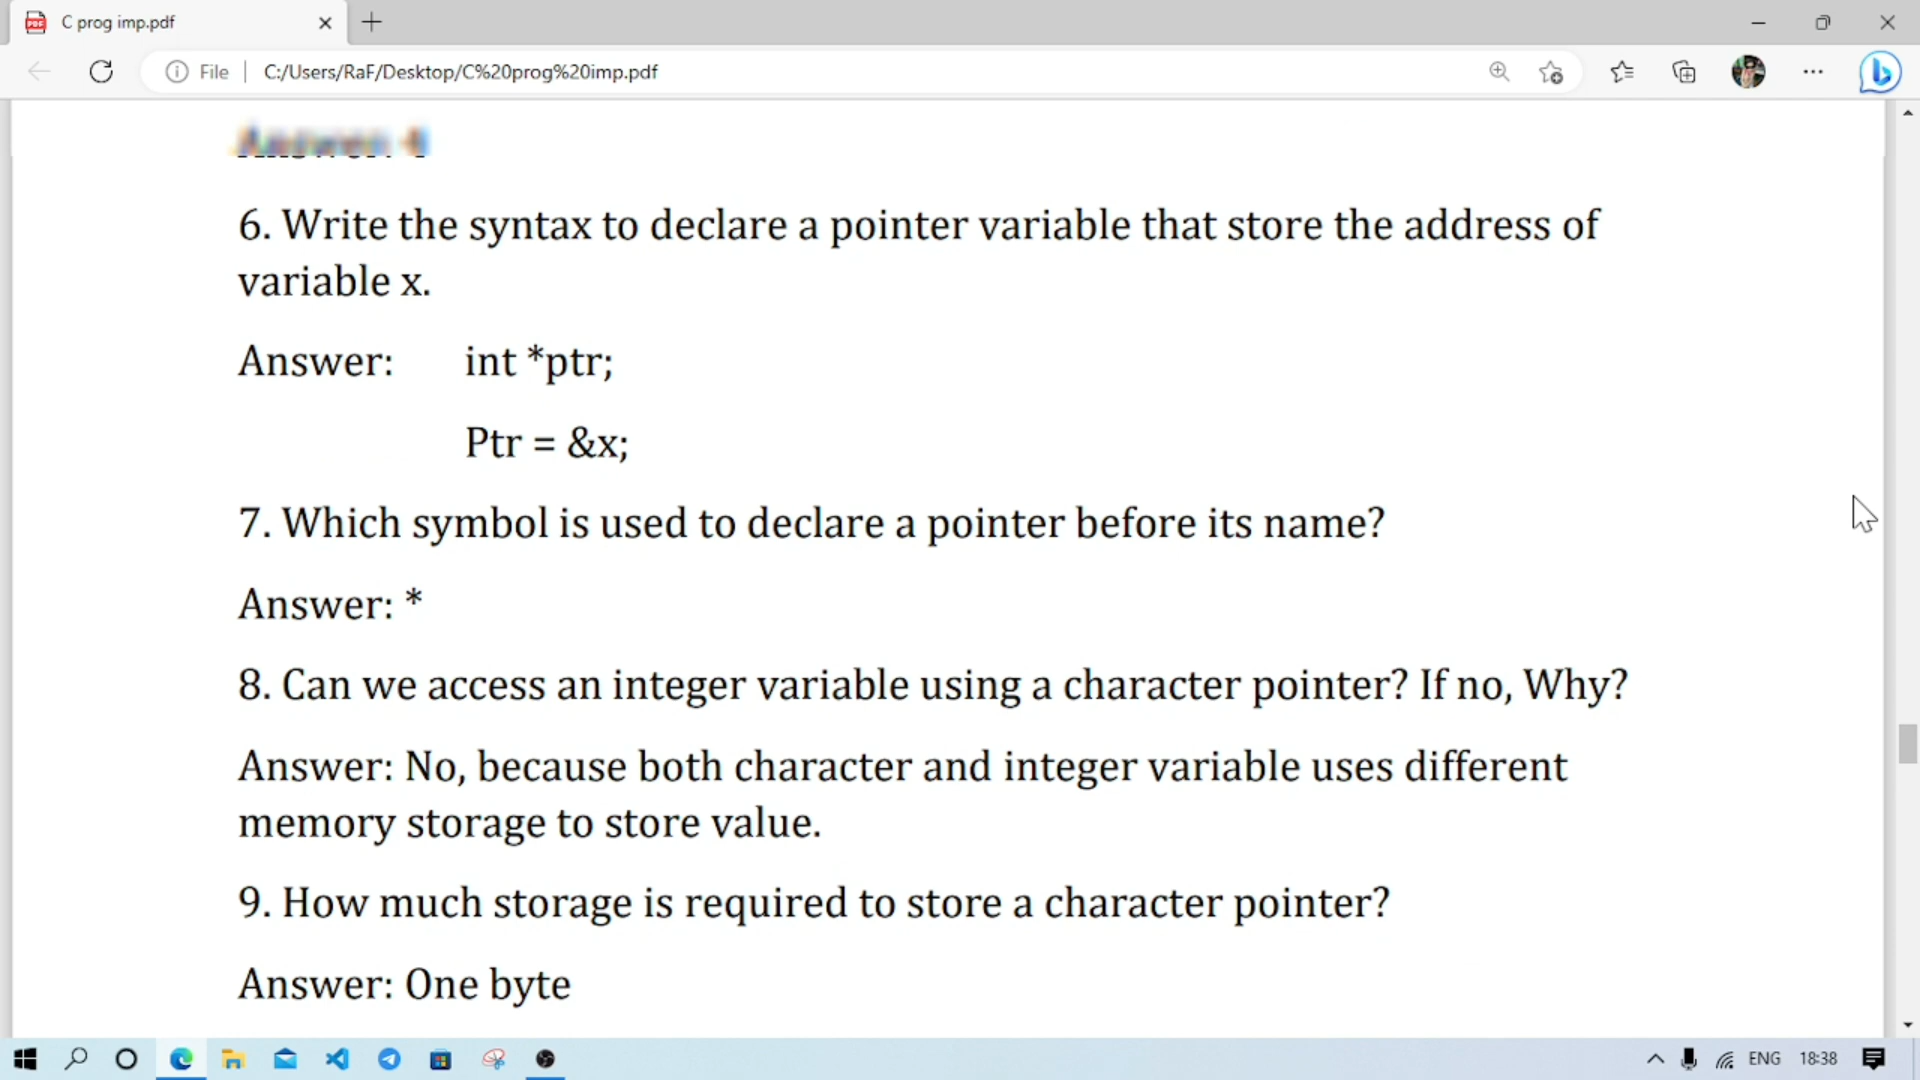 C prog imp.pdf
File C:/Users/RaF/Desktop/C%20prog%20imp.pdf
6. Write the syntax to declare a pointer variable that store the address of
variable x.
Answer: int *ptr;
Ptr = &x;
7. Which symbol is used to declare a pointer before its name?
Answer: *
8. Can we access an integer variable using a character pointer? If no, Why?
Answer: No, because both character and integer variable uses different
memory storage to store value.
9. How much storage is required to store a character pointer?
Answer: One byte
ENG 18:38